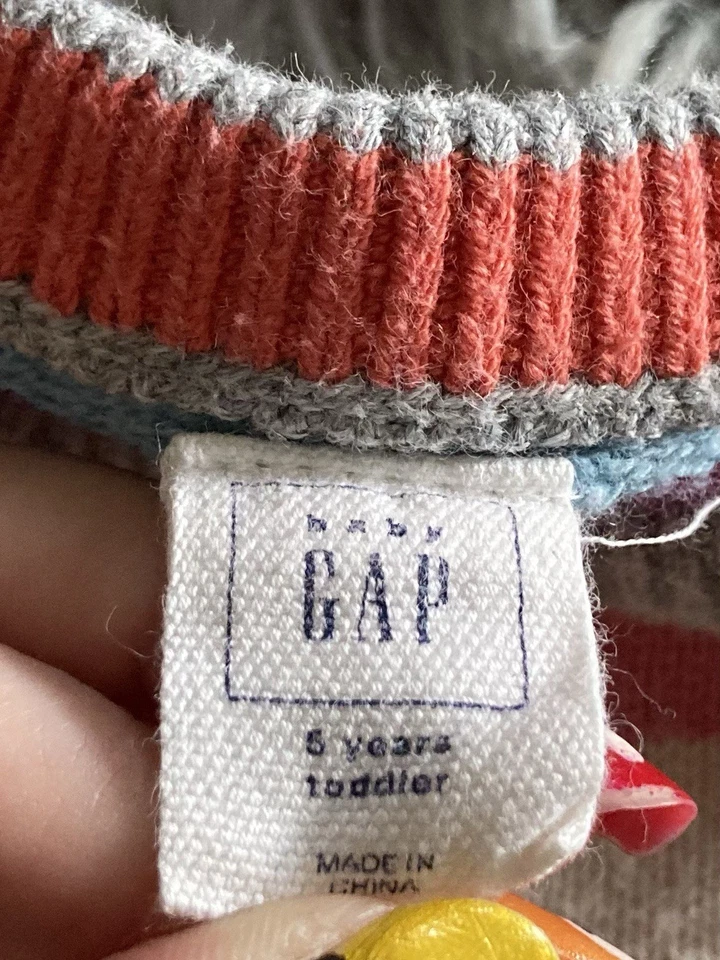 baby
GAP
5 years
toddler
MADE IN
CHINA